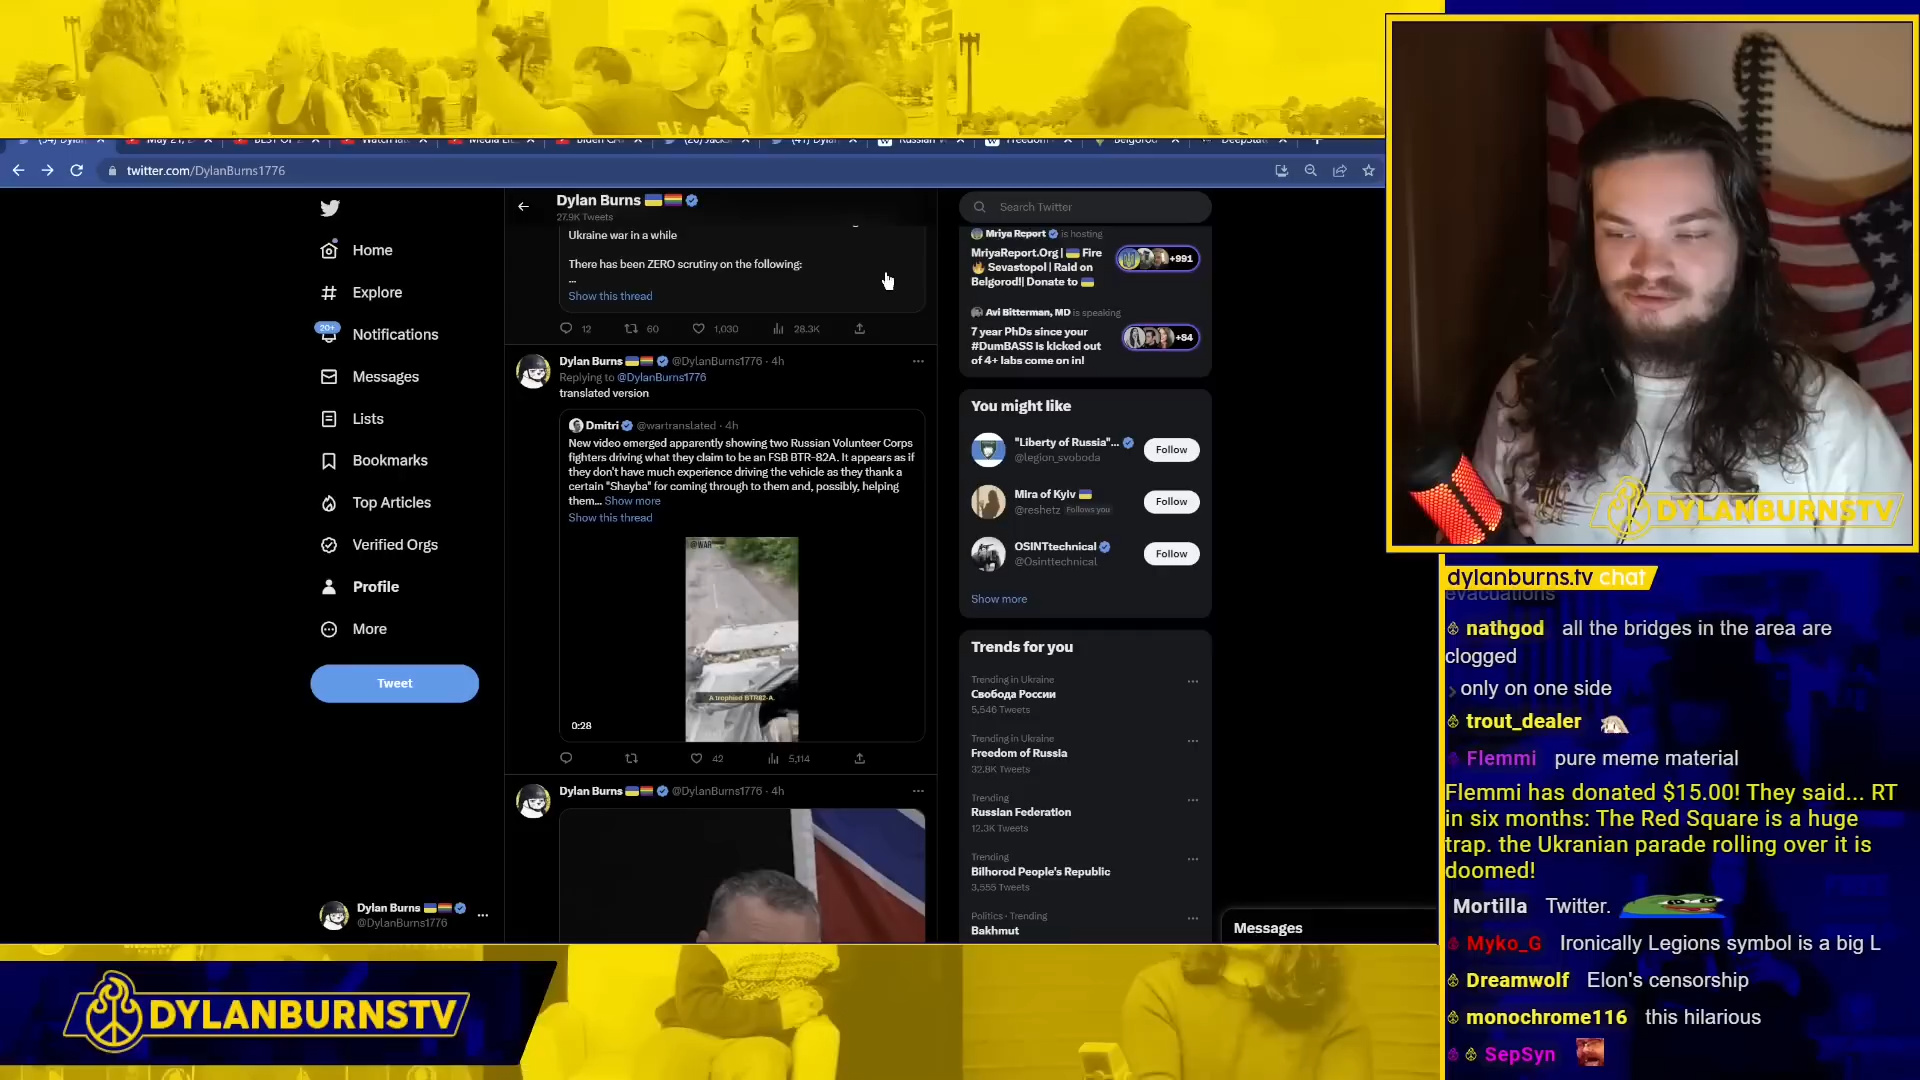 twitter.com/DylanBurns1776
Home
Explore
20+
Notifications
Messages
Lists
Bookmarks
Top Articles
Verified Orgs
Profile
More
Tweet
Dylan Burns
@DylanBurns1776
Dylan Burns
27.9K Tweets
Ukraine war in a while
There has been ZERO scrutiny on the following:
...
Show this thread
12 60 1,030 28.3K
Dylan Burns @DylanBurns1776 · 4h
Replying to @DylanBurns1776
translated version
Dmitri @wartranslated · 4h
New video emerged apparently showing two Russian Volunteer Corps
fighters driving what they claim to be an FSB BTR-82A. It appears as if
they don't have much experience driving the vehicle as they thank a
certain "Shayba" for coming through to them and, possibly, helping
them... Show more
Show this thread
@WAR
A trophied BTR82-A.
0:28
42 5,114
Dylan Burns @DylanBurns1776 · 4h
Search Twitter
Mriya Report is hosting
MriyaReport.Org | Fire
Sevastopol | Raid on
Belgorod!| Donate to
+991
Avi Bitterman, MD is speaking
7 year PhDs since your
#DumBASS is kicked out
of 4+ labs come on in!
+84
You might like
"Liberty of Russia"...
@legion_svoboda
Follow
Mira of Kyiv
@reshetz Follows you
Follow
OSINTtechnical
@Osinttechnical
Follow
Show more
Trends for you
Trending in Ukraine
Свобода России
5,546 Tweets
Trending in Ukraine
Freedom of Russia
32.8K Tweets
Trending
Russian Federation
12.3K Tweets
Trending
Bilhorod People's Republic
3,555 Tweets
Politics · Trending
Bakhmut
Messages
DYLANBURNSTV
DYLANBURNSTV
dylanburns.tv chat
evacuations
nathgod all the bridges in the area are
clogged
only on one side
trout_dealer
Flemmi pure meme material
Flemmi has donated $15.00! They said... RT
in six months: The Red Square is a huge
trap. the Ukranian parade rolling over it is
doomed!
Mortilla Twitter.
Myko_G Ironically Legions symbol is a big L
Dreamwolf Elon's censorship
monochrome116 this hilarious
SepSyn